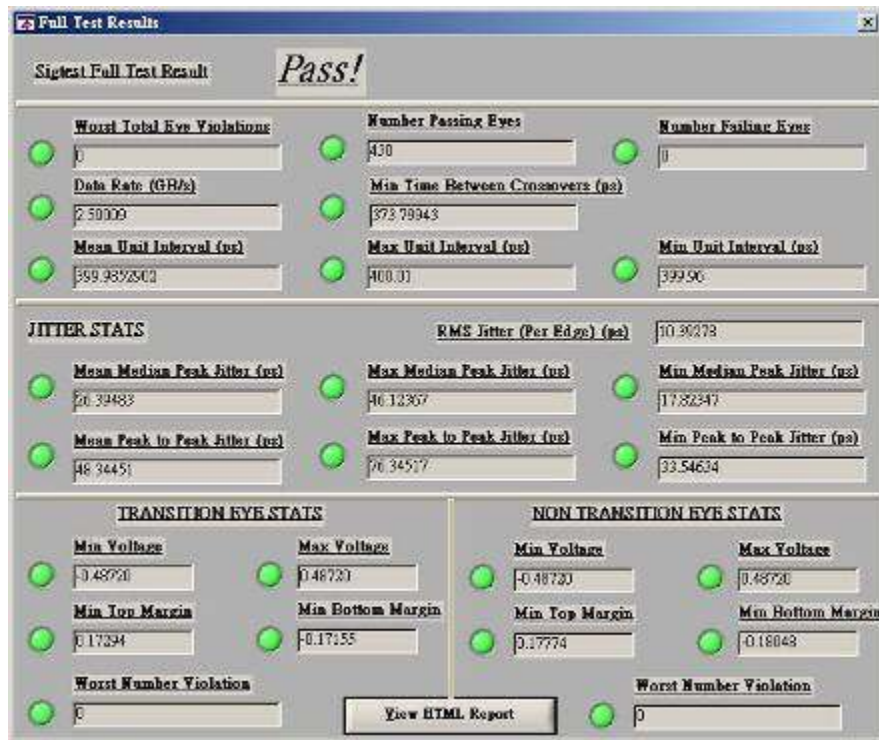 Full Test Results
Sigtest Full Test Result Pass!
Worst Total Eye Violations Number Passing Eyes Number Failing Eyes
0 430 0
Data Rate (GB/s) Min Time Between Crossovers (ps)
2.50009 373.79943
Mean Unit Interval (ps) Max Unit Interval (ps) Min Unit Interval (ps)
399.9852902 400.01 399.96
JITTER STATS RMS Jitter (Per Edge) (ps) 10.39278
Mean Median Peak Jitter (ps) Max Median Peak Jitter (ps) Min Median Peak Jitter (ps)
26.39483 46.12367 17.82347
Mean Peak to Peak Jitter (ps) Max Peak to Peak Jitter (ps) Min Peak to Peak Jitter (ps)
48.34451 76.34517 33.54634
TRANSITION EYE STATS NON TRANSITION EYE STATS
Min Voltage Max Voltage Min Voltage Max Voltage
-0.48720 0.48720 -0.48720 0.48720
Min Top Margin Min Bottom Margin Min Top Margin Min Bottom Margin
0.17294 -0.17155 0.17774 -0.18048
Worst Number Violation Worst Number Violation
0 View HTML Report 0